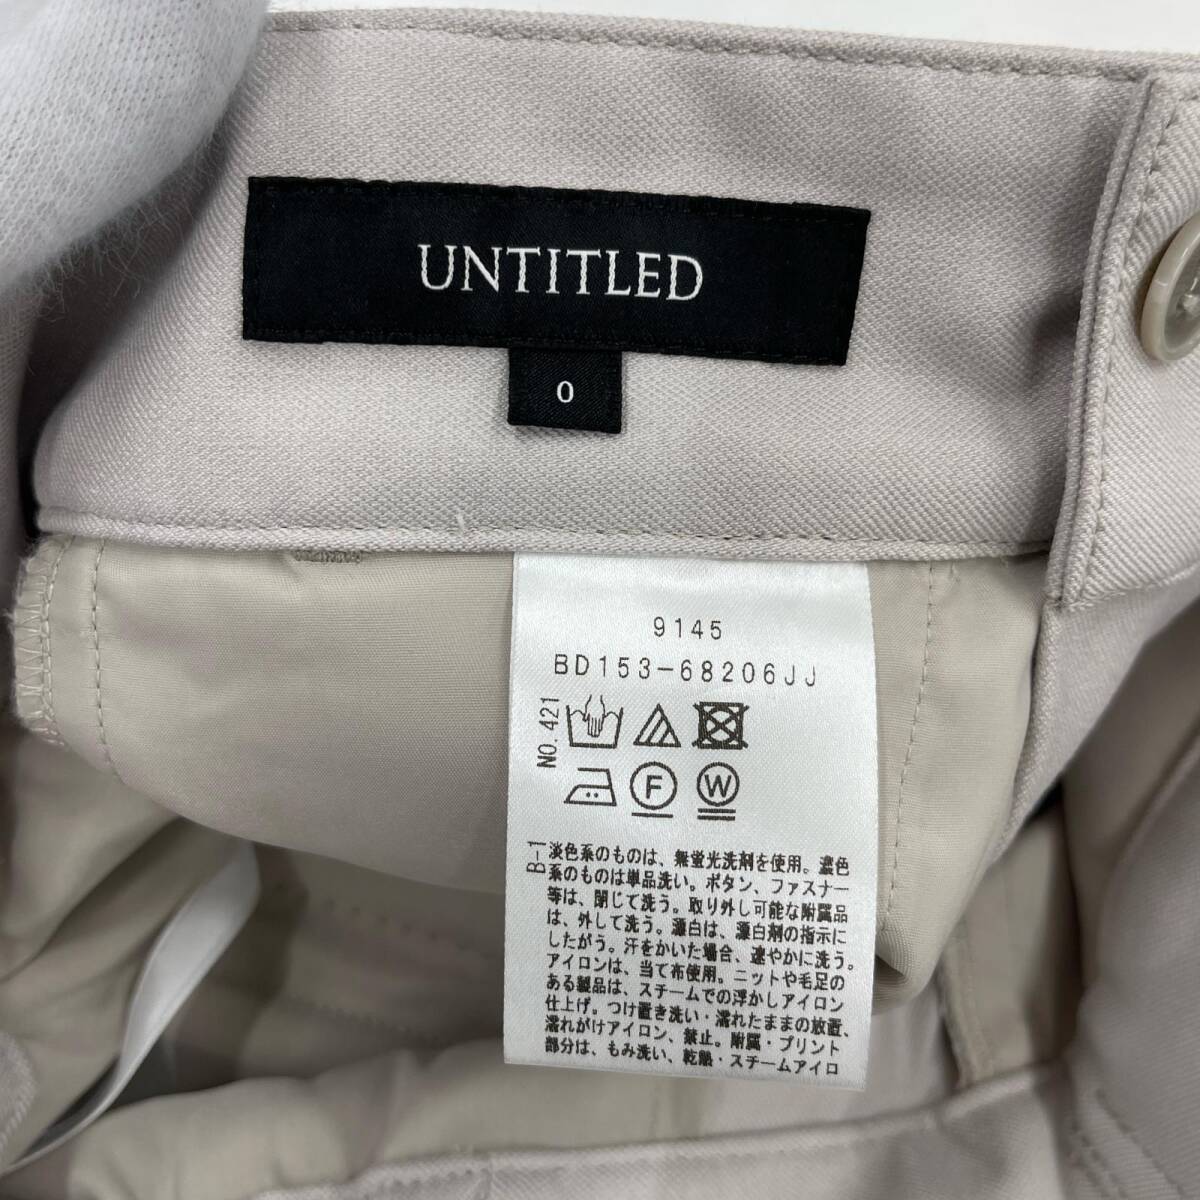 UNTITLED
0
9145
BD153-68206JJ
NO.421
F
W
B-1
淡色系のものは、無蛍光洗剤を使用。濃色
系のものは単品洗い。ボタン、ファスナー
等は、閉じて洗う。取り外し可能な附属品
は、外して洗う。漂白は、漂白剤の指示に
したがう。汗をかいた場合、速やかに洗う。
アイロンは、当て布使用。ニットや毛足の
ある製品は、スチームでの浮かしアイロン
仕上げ。つけ置き洗い・濡れたままの放置、
濡れがけアイロン、禁止。附属・プリント
部分は、もみ洗い、乾熱・スチームアイロ